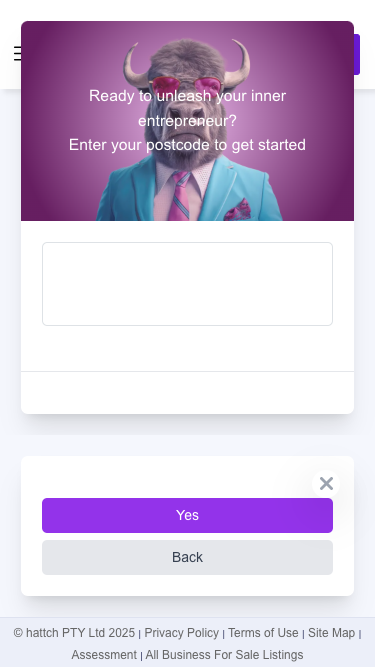 Ready to unleash your inner
entrepreneur?
Enter your postcode to get started
Yes
Back
© hattch PTY Ltd 2025 | Privacy Policy | Terms of Use | Site Map |
Assessment | All Business For Sale Listings